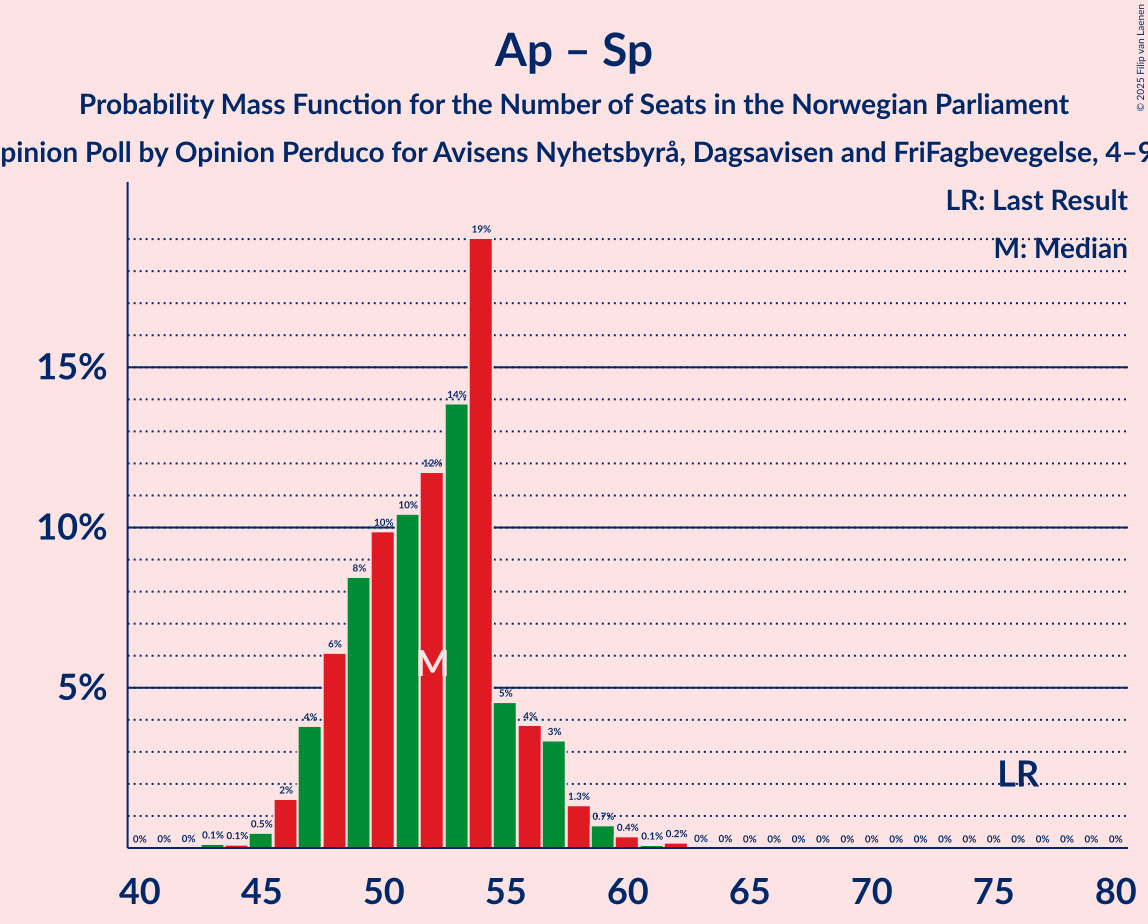 Ap – Sp
Probability Mass Function for the Number of Seats in the Norwegian Parliament
pinion Poll by Opinion Perduco for Avisens Nyhetsbyrå, Dagsavisen and FriFagbevegelse, 4–9
© 2025 Filip van Laenen
LR: Last Result
M: Median
15%
10%
5%
0% 0% 0% 0.1% 0.1% 0.5% 2% 4% 6% 8% 10% 10% 12% 14% 19% 5% 4% 3% 1.3% 0.7% 0.4% 0.1% 0.2% 0% 0% 0% 0% 0% 0% 0% 0% 0% 0% 0% 0% 0% 0% 0% 0% 0% 0%
M
LR
40 45 50 55 60 65 70 75 80